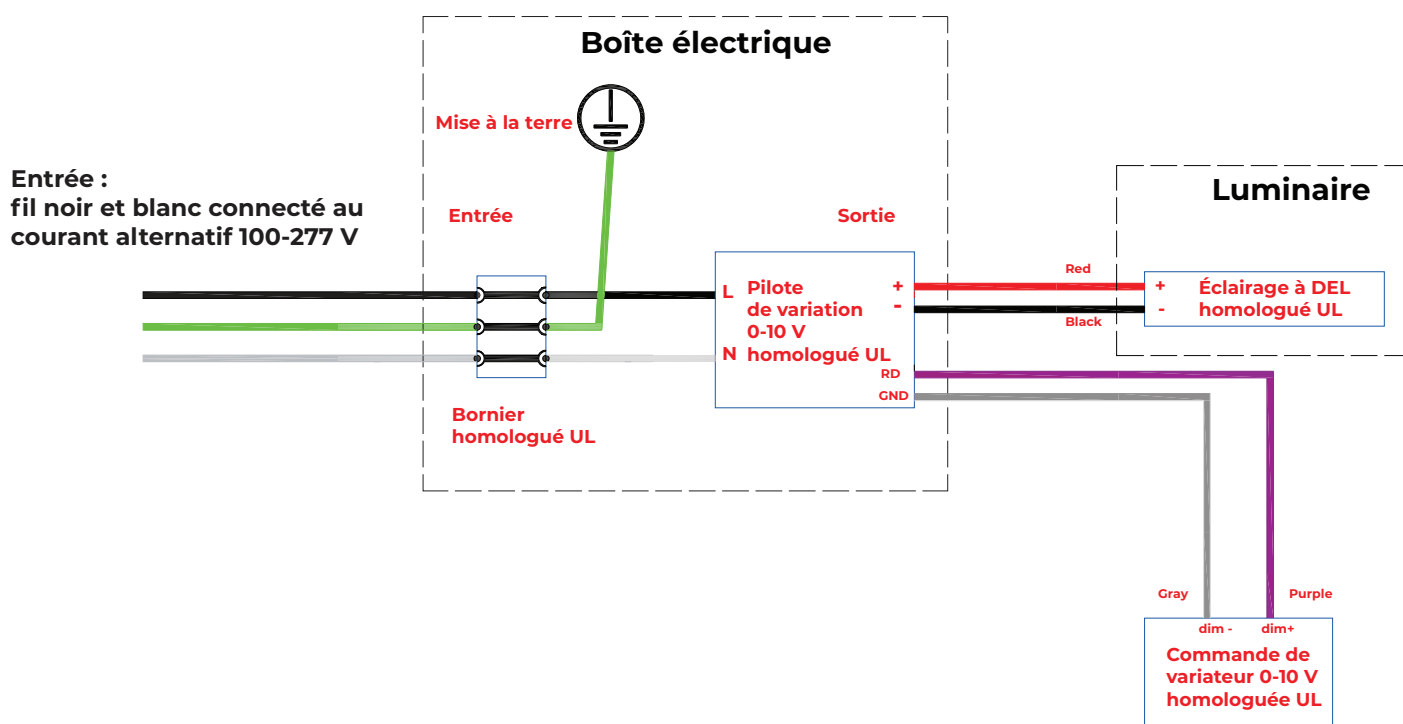 Boîte électrique
Mise à la terre
Entrée :
fil noir et blanc connecté au
courant alternatif 100-277 V
Entrée
Sortie
Luminaire
L
Pilote
de variation
0-10 V
homologué UL
N
+
-
RD
GND
Red
Black
+
-
Éclairage à DEL
homologué UL
Bornier
homologué UL
Gray
Purple
dim -
dim+
Commande de
variateur 0-10 V
homologuée UL